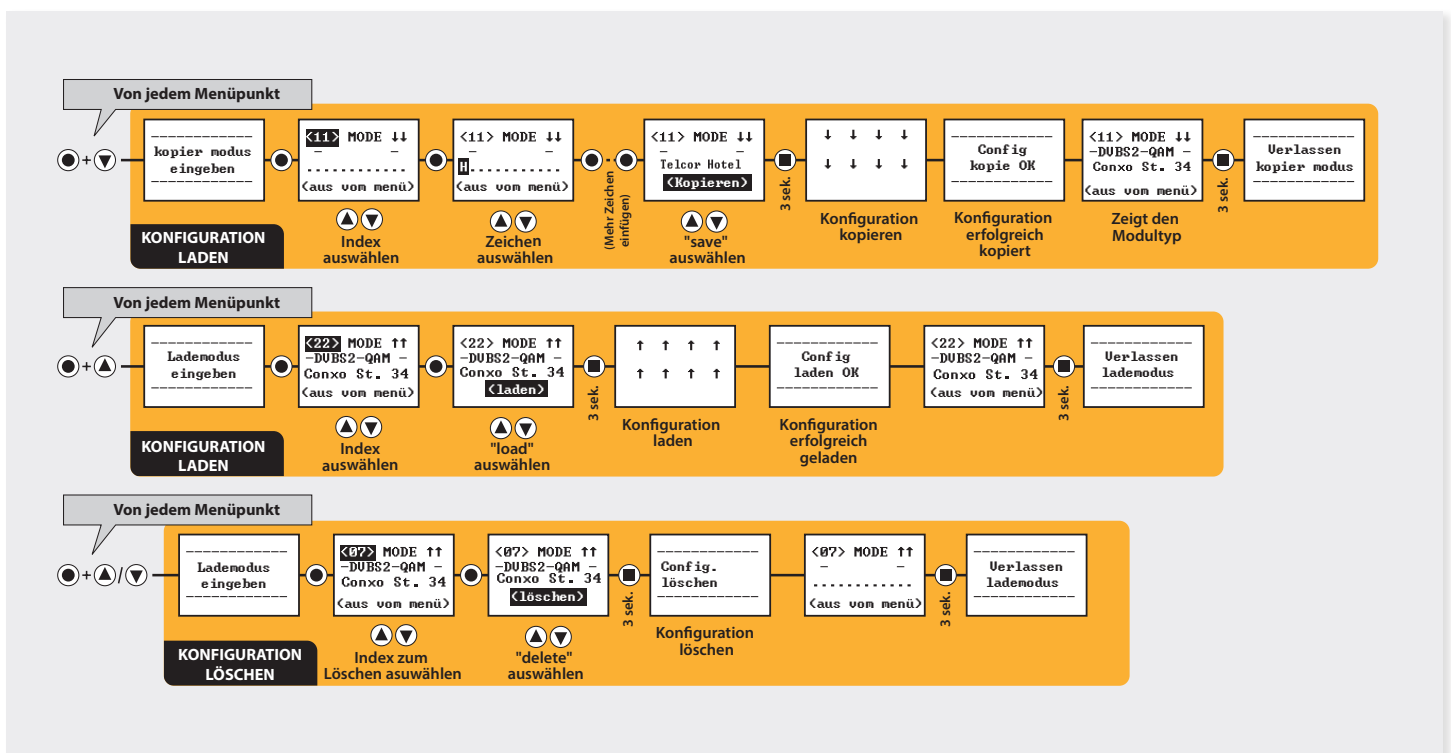 Von jedem Menüpunkt
kopier modus
eingeben
<11> MODE ↓↓
– –
............
(aus vom menü)
<11> MODE ↓↓
– –
H...........
(aus vom menü)
(Mehr Zeichen
einfügen)
<11> MODE ↓↓
– –
Telcor Hotel
(Kopieren)
3 sek.
↓ ↓ ↓ ↓
↓ ↓ ↓ ↓
Config
kopie OK
<11> MODE ↓↓
-DVBS2-QAM -
Conxo St. 34
(aus vom menü)
3 sek.
Verlassen
kopier modus
KONFIGURATION
LADEN
Index
auswählen
Zeichen
auswählen
"save"
auswählen
Konfiguration
kopieren
Konfiguration
erfolgreich
kopiert
Zeigt den
Modultyp
Von jedem Menüpunkt
Lademodus
eingeben
<22> MODE ↑↑
-DVBS2-QAM -
Conxo St. 34
(aus vom menü)
<22> MODE ↑↑
-DVBS2-QAM -
Conxo St. 34
(laden)
3 sek.
↑ ↑ ↑ ↑
↑ ↑ ↑ ↑
Config
laden OK
<22> MODE ↑↑
-DVBS2-QAM -
Conxo St. 34
(aus vom menü)
3 sek.
Verlassen
lademodus
KONFIGURATION
LADEN
Index
auswählen
"load"
auswählen
Konfiguration
laden
Konfiguration
erfolgreich
geladen
Von jedem Menüpunkt
Lademodus
eingeben
<07> MODE ↑↑
-DVBS2-QAM -
Conxo St. 34
(aus vom menü)
<07> MODE ↑↑
-DVBS2-QAM -
Conxo St. 34
(löschen)
3 sek.
Config.
löschen
<07> MODE ↑↑
– –
............
(aus vom menü)
3 sek.
Verlassen
lademodus
KONFIGURATION
LÖSCHEN
Index zum
Löschen asuwählen
"delete"
auswählen
Konfiguration
löschen